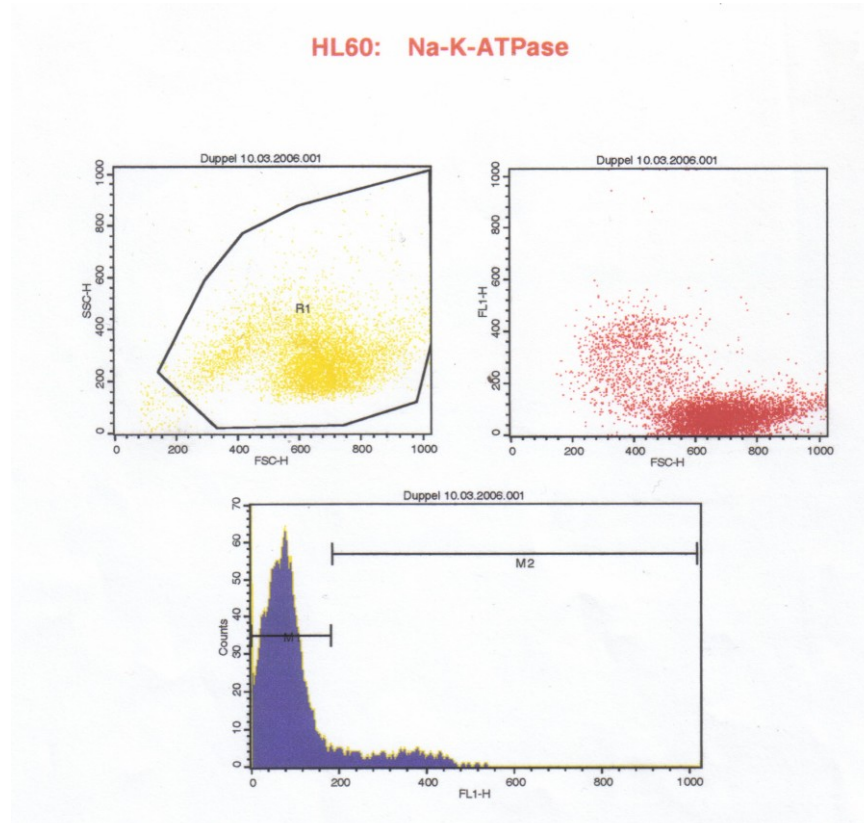 HL60: Na-K-ATPase
Duppel 10.03.2006.001
SSC-H
1000
800
600
400
200
0
R1
0 200 400 600 800 1000
FSC-H
Duppel 10.03.2006.001
FL1-H
1000
800
600
400
200
0
0 200 400 600 800 1000
FSC-H
Duppel 10.03.2006.001
Counts
70
60
50
40
30
20
10
0
M1
M2
0 200 400 600 800 1000
FL1-H